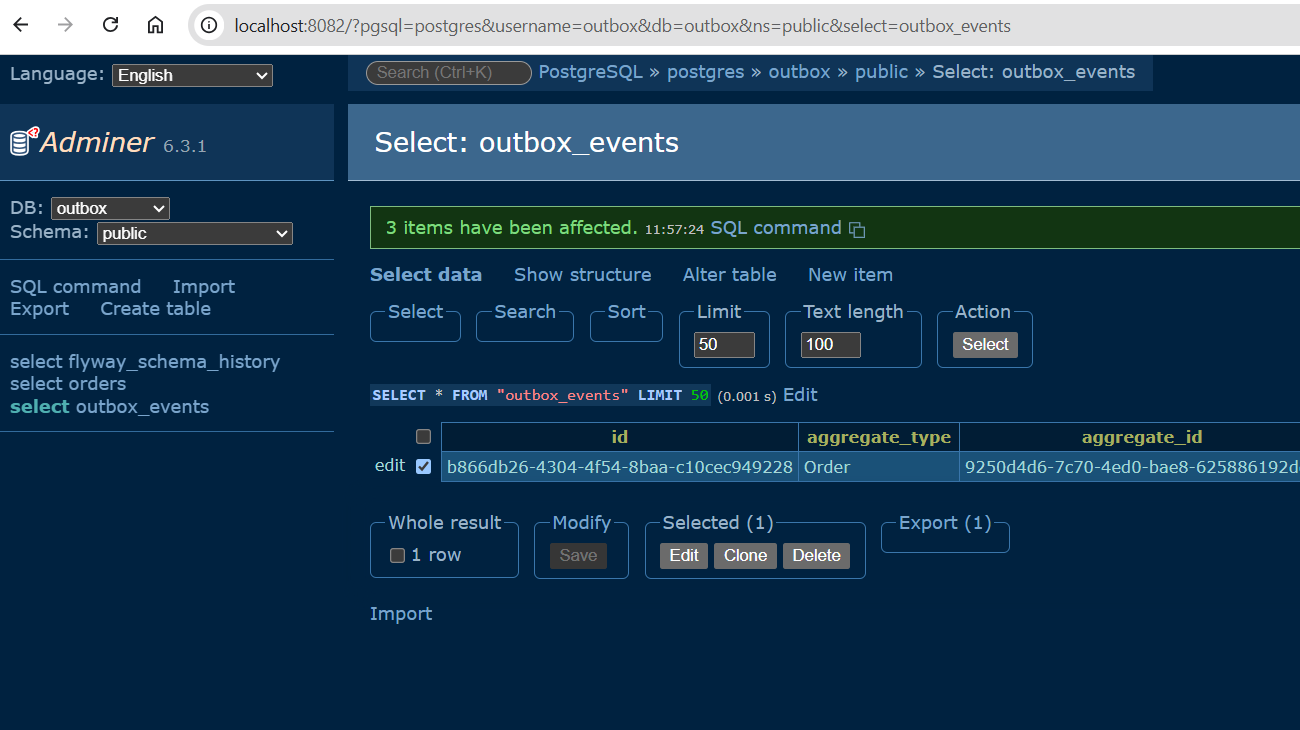 localhost:8082/?pgsql=postgres&username=outbox&db=outbox&ns=public&select=outbox_events
Language: English
Search (Ctrl+K) PostgreSQL » postgres » outbox » public » Select: outbox_events
Adminer 6.3.1
Select: outbox_events
DB: outbox
Schema: public
3 items have been affected. 11:57:24 SQL command
Select data Show structure Alter table New item
SQL command Import
Export Create table
Select Search Sort Limit Text length Action
50 100 Select
select flyway_schema_history
select orders
select outbox_events
SELECT * FROM "outbox_events" LIMIT 50 (0.001 s) Edit
id aggregate_type aggregate_id
edit b866db26-4304-4f54-8baa-c10cec949228 Order 9250d4d6-7c70-4ed0-bae8-625886192d
Whole result Modify Selected (1) Export (1)
1 row Save Edit Clone Delete
Import